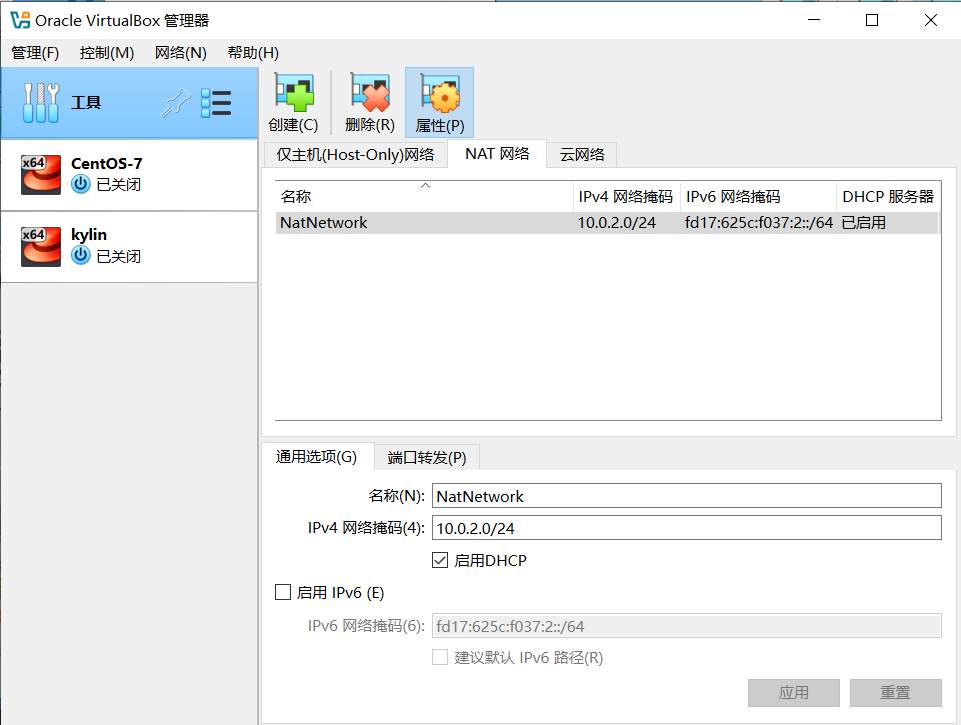 Oracle VirtualBox 管理器
管理(F) 控制(M) 网络(N) 帮助(H)
工具
创建(C) 删除(R) 属性(P)
仅主机(Host-Only)网络 NAT 网络 云网络
x64 CentOS-7
已关闭
x64 kylin
已关闭
名称 IPv4 网络掩码 IPv6 网络掩码 DHCP 服务器
NatNetwork 10.0.2.0/24 fd17:625c:f037:2::/64 已启用
通用选项(G) 端口转发(P)
名称(N): NatNetwork
IPv4 网络掩码(4): 10.0.2.0/24
启用DHCP
启用 IPv6 (E)
IPv6 网络掩码(6): fd17:625c:f037:2::/64
建议默认 IPv6 路径(R)
应用 重置